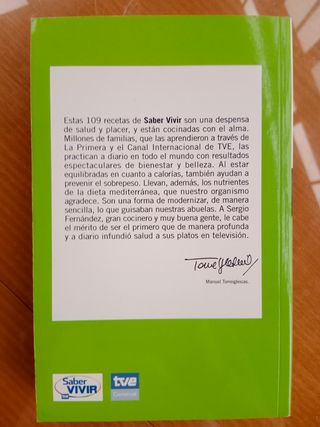 Estas 109 recetas de Saber Vivir son una despensa
de salud y placer, y están cocinadas con el alma.
Millones de familias, que las aprendieron a través de
La Primera y el Canal Internacional de TVE, las
practican a diario en todo el mundo con resultados
espectaculares de bienestar y belleza. Al estar
equilibradas en cuanto a calorías, también ayudan a
prevenir el sobrepeso. Llevan, además, los nutrientes
de la dieta mediterránea, que nuestro organismo
agradece. Son una forma de modernizar, de manera
sencilla, lo que guisaban nuestras abuelas. A Sergio
Fernández, gran cocinero y muy buena gente, le cabe
el mérito de ser el primero que de manera profunda
y a diario infundió salud a sus platos en televisión.
Manuel Torreiglesias.
Saber
VIVIR
tve